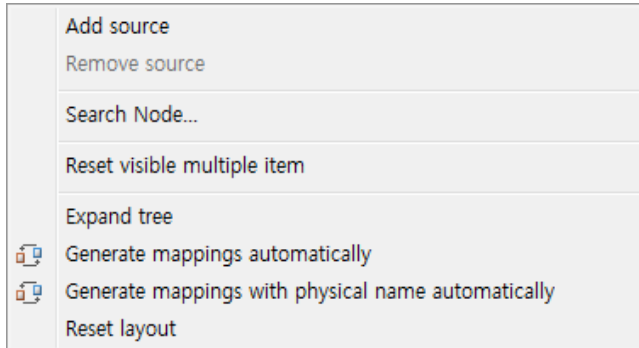 Add source
Remove source
Search Node...
Reset visible multiple item
Expand tree
Generate mappings automatically
Generate mappings with physical name automatically
Reset layout